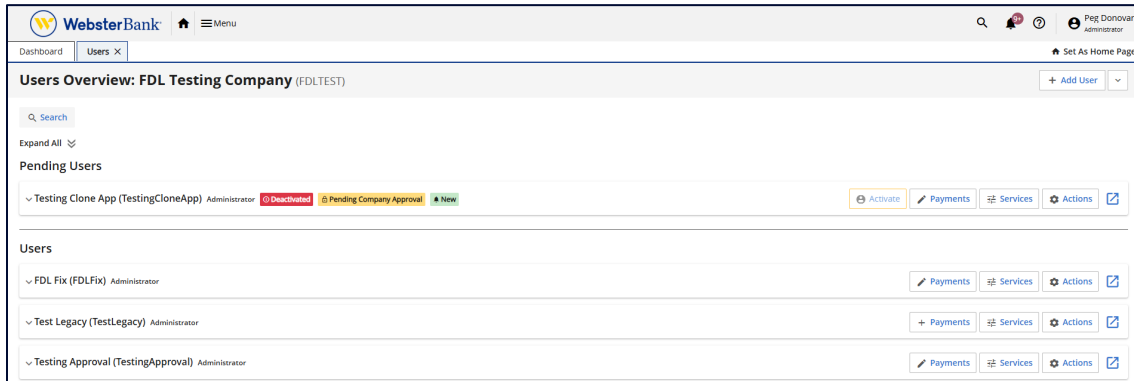 WebsterBank Menu 9+ Peg Donovan
Administrator
Dashboard Users Set As Home Page
Users Overview: FDL Testing Company (FDLTEST) + Add User
Search
Expand All
Pending Users
Testing Clone App (TestingCloneApp) Administrator Deactivated Pending Company Approval New Activate Payments Services Actions
Users
FDL Fix (FDLFix) Administrator Payments Services Actions
Test Legacy (TestLegacy) Administrator + Payments Services Actions
Testing Approval (TestingApproval) Administrator Payments Services Actions